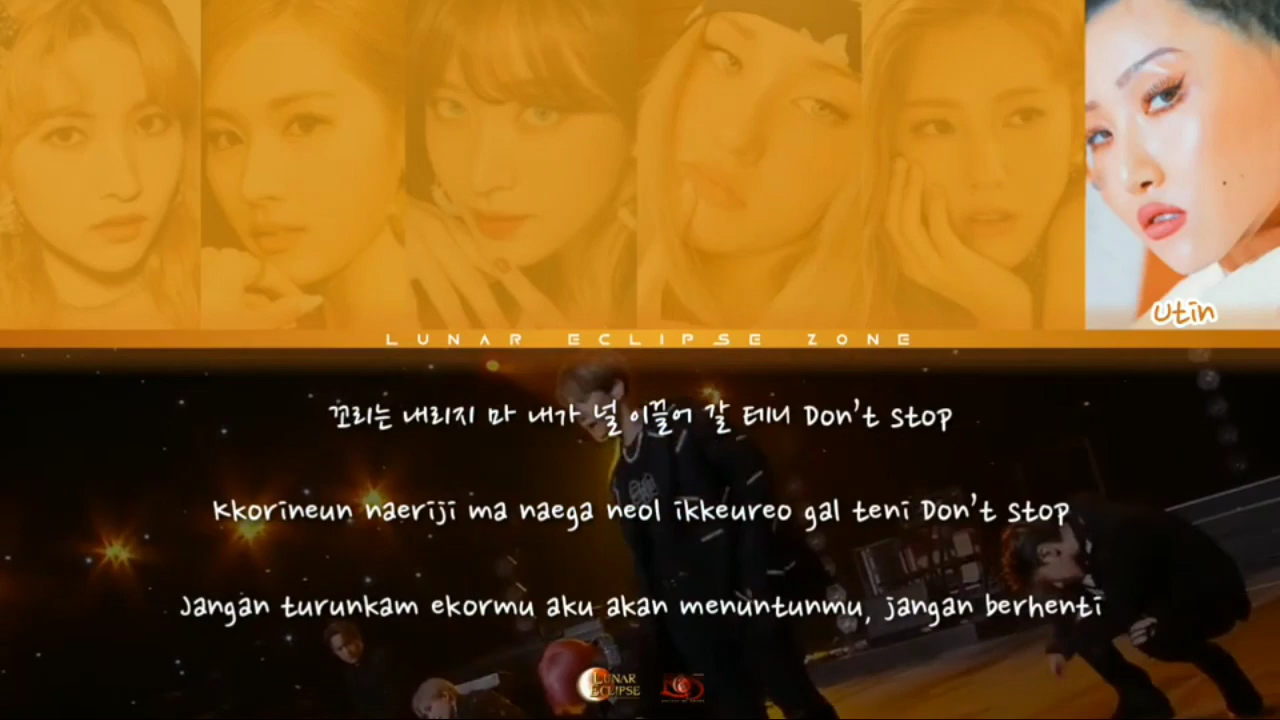 Utin
LUNAR ECLIPSE ZONE
꼬리는 내리지 마 내가 널 이끌어 갈 테니 Don't stop
Kkorineun naeriji ma naega neol ikkeureo gal teni Don't stop
Jangan turunkam ekormu aku akan menuntunmu, jangan berhenti
LUNAR
ECLIPSE